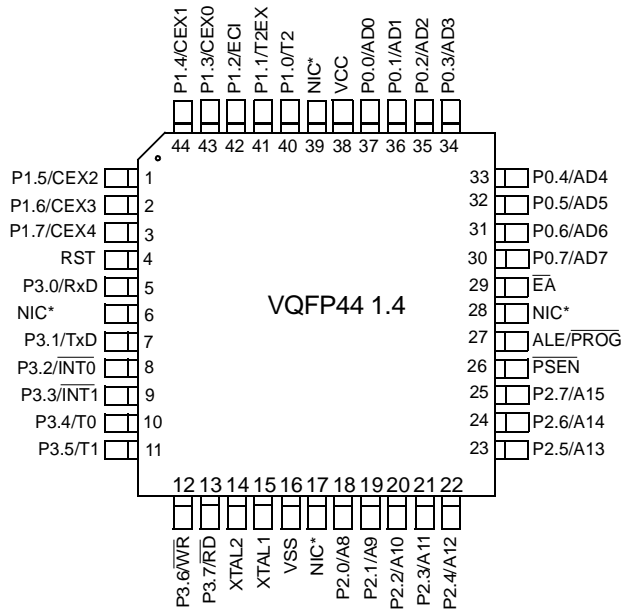 P1.4/CEX1
P1.3/CEX0
P1.2/ECI
P1.1/T2EX
P1.0/T2
NIC*
VCC
P0.0/AD0
P0.1/AD1
P0.2/AD2
P0.3/AD3
44 43 42 41 40 39 38 37 36 35 34
P1.5/CEX2 1
P1.6/CEX3 2
P1.7/CEX4 3
RST 4
P3.0/RxD 5
NIC* 6
P3.1/TxD 7
P3.2/INT0 8
P3.3/INT1 9
P3.4/T0 10
P3.5/T1 11
VQFP44 1.4
33 P0.4/AD4
32 P0.5/AD5
31 P0.6/AD6
30 P0.7/AD7
29 EA
28 NIC*
27 ALE/PROG
26 PSEN
25 P2.7/A15
24 P2.6/A14
23 P2.5/A13
12 13 14 15 16 17 18 19 20 21 22
P3.6/WR
P3.7/RD
XTAL2
XTAL1
VSS
NIC*
P2.0/A8
P2.1/A9
P2.2/A10
P2.3/A11
P2.4/A12